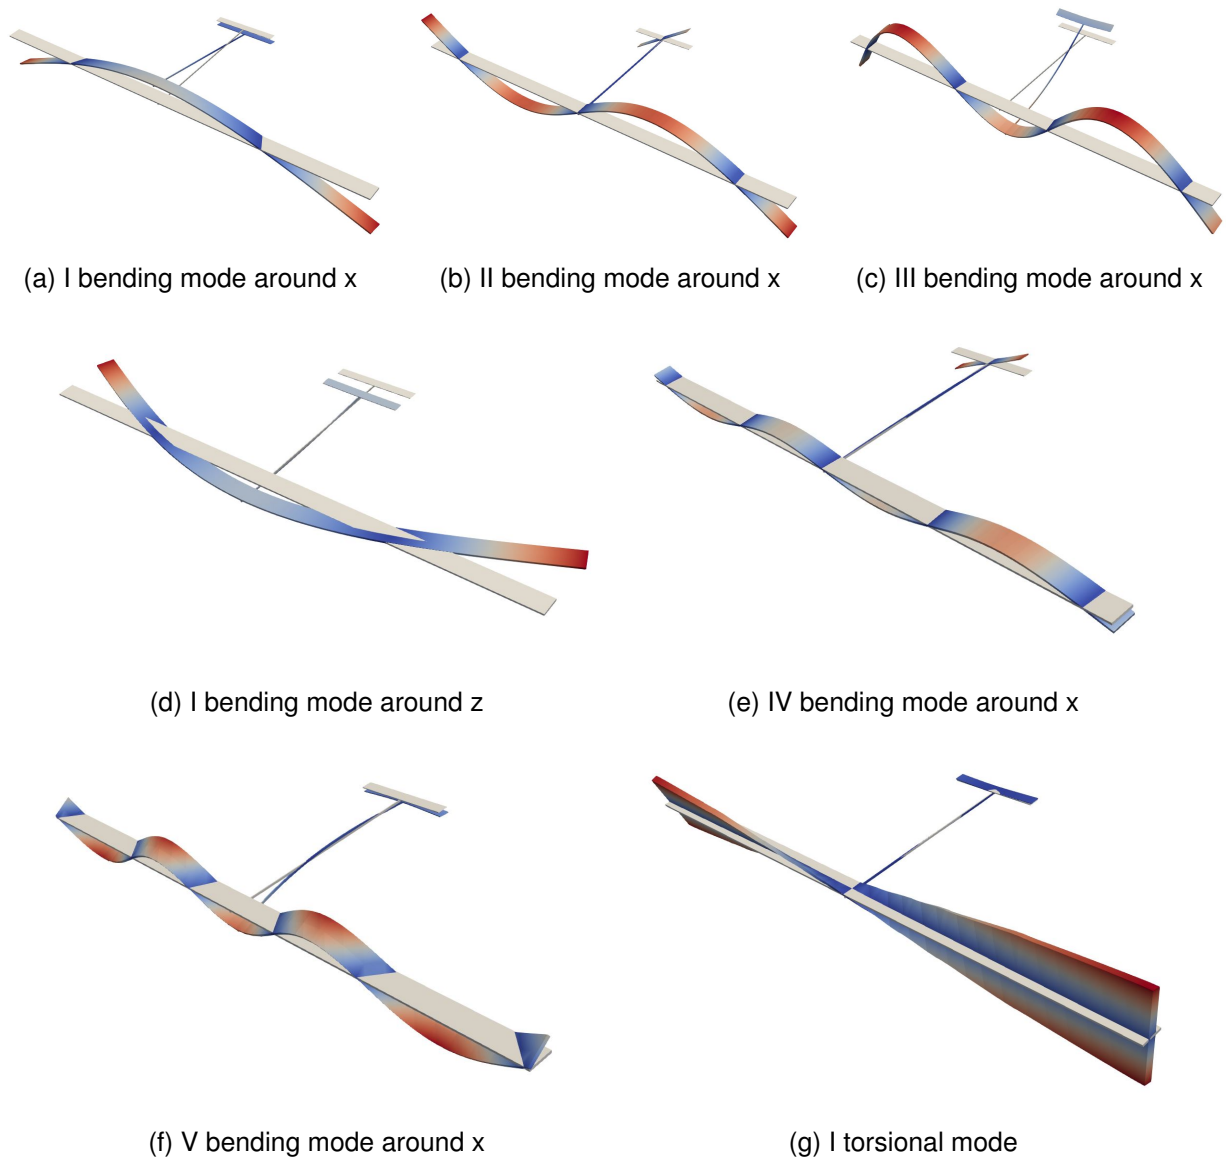 (a) I bending mode around x
(b) II bending mode around x
(c) III bending mode around x
(d) I bending mode around z
(e) IV bending mode around x
(f) V bending mode around x
(g) I torsional mode